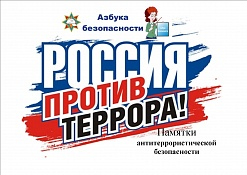 Азбука
безопасности
РОССИЯ
ПРОТИВ
ТЕРРОРА!
Памятки
антитеррористической
безопасности